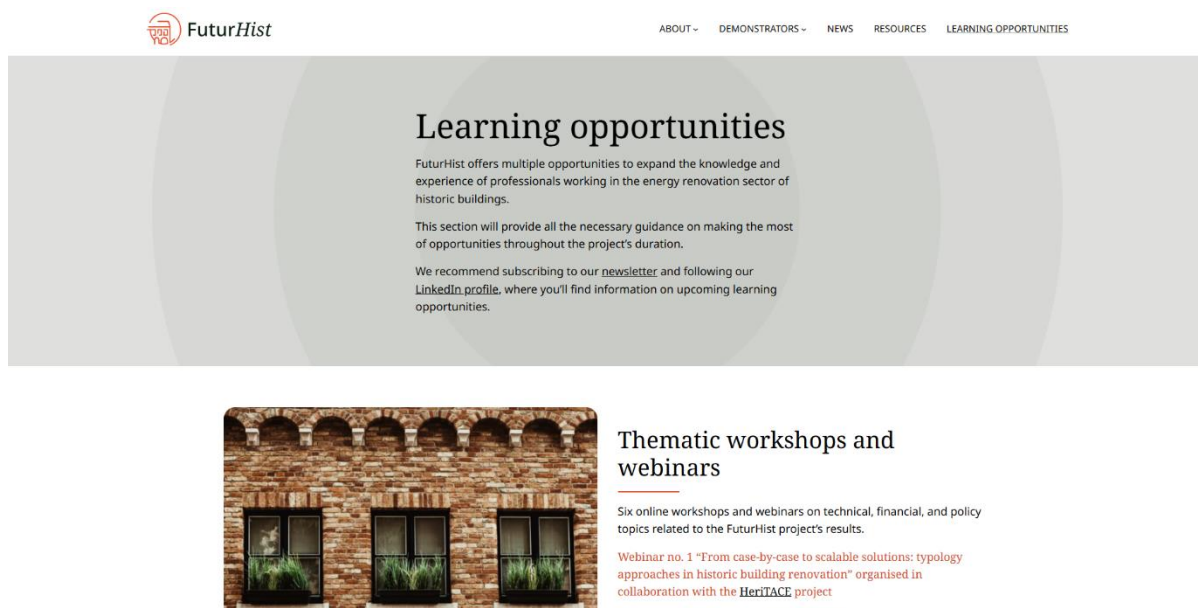 FuturHist
ABOUT DEMONSTRATORS NEWS RESOURCES LEARNING OPPORTUNITIES
Learning opportunities
FuturHist offers multiple opportunities to expand the knowledge and
experience of professionals working in the energy renovation sector of
historic buildings.
This section will provide all the necessary guidance on making the most
of opportunities throughout the project’s duration.
We recommend subscribing to our newsletter and following our
LinkedIn profile, where you’ll find information on upcoming learning
opportunities.
Thematic workshops and
webinars
Six online workshops and webinars on technical, financial, and policy
topics related to the FuturHist project’s results.
Webinar no. 1 “From case-by-case to scalable solutions: typology
approaches in historic building renovation” organised in
collaboration with the HeriTACE project